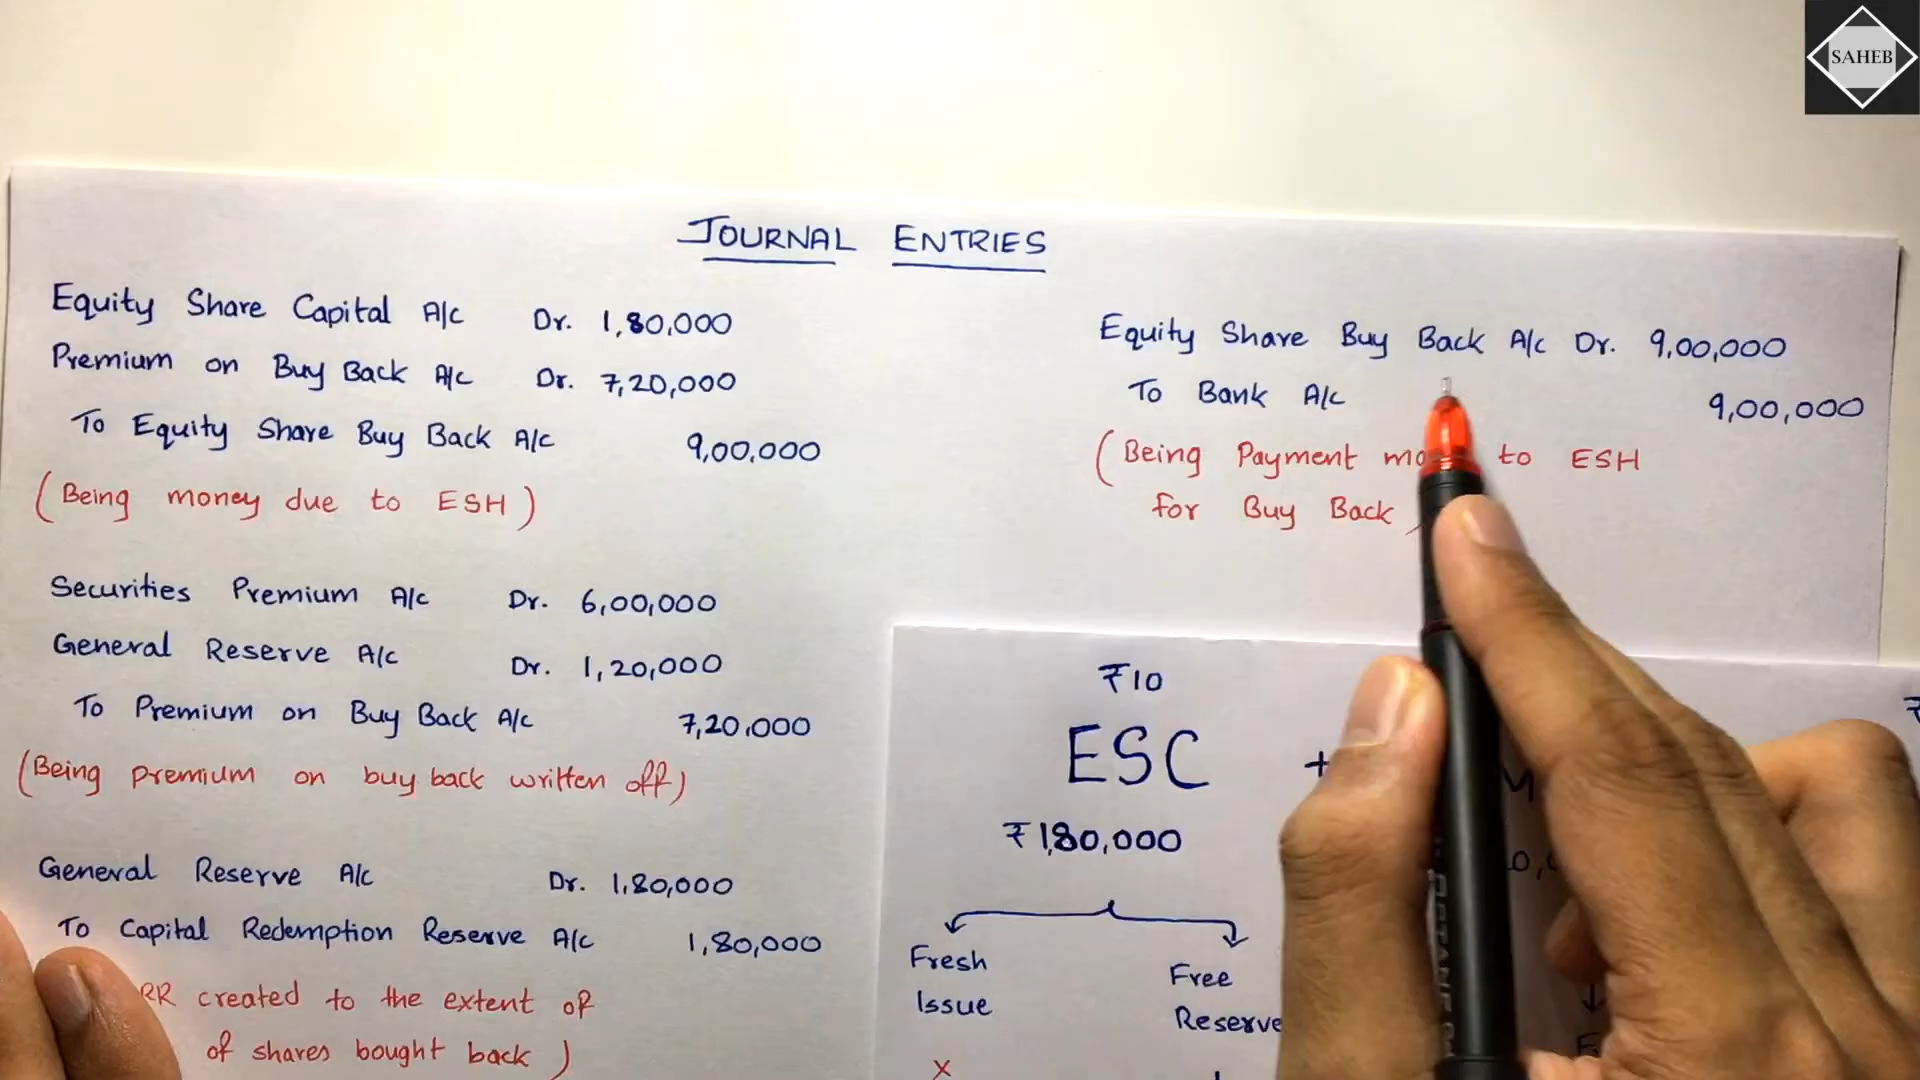 SAHEB
JOURNAL ENTRIES
Equity Share Capital A/c Dr. 1,80,000
Premium on Buy Back A/c Dr. 7,20,000
To Equity Share Buy Back A/c 9,00,000
(Being money due to ESH)
Securities Premium A/c Dr. 6,00,000
General Reserve A/c Dr. 1,20,000
To Premium on Buy Back A/c 7,20,000
(Being premium on buy back written off)
General Reserve A/c Dr. 1,80,000
To Capital Redemption Reserve A/c 1,80,000
RR created to the extent of
of shares bought back)
Equity Share Buy Back A/c Dr. 9,00,000
To Bank A/c 9,00,000
(Being Payment to ESH
for Buy Back)
₹10
ESC +
₹1,80,000
Fresh
Issue
X
Free
Reserve